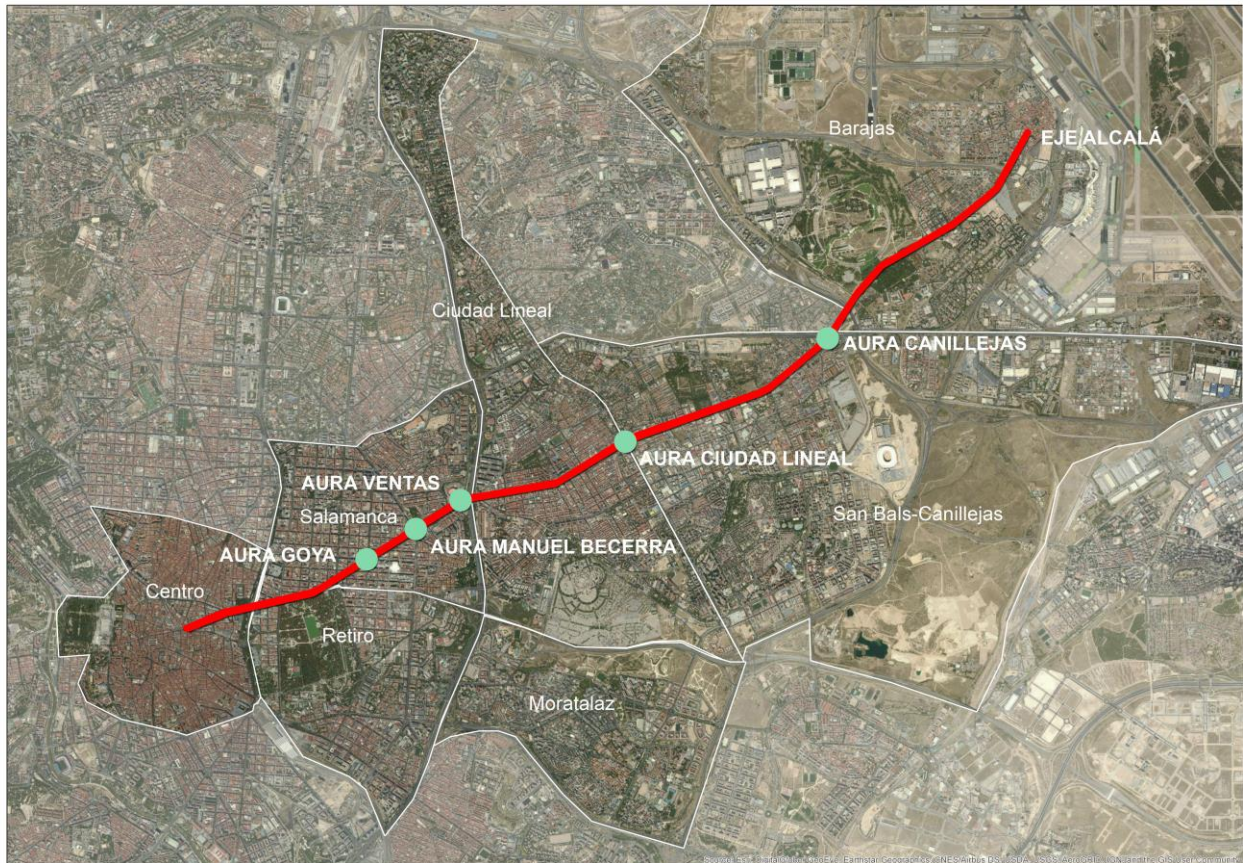 Barajas
EJE ALCALÁ
Ciudad Lineal
AURA CANILLEJAS
AURA CIUDAD LINEAL
AURA VENTAS
Salamanca
San Bals-Canillejas
AURA MANUEL BECERRA
AURA GOYA
Centro
Retiro
Moratalaz